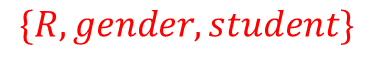 {R, gender, student}